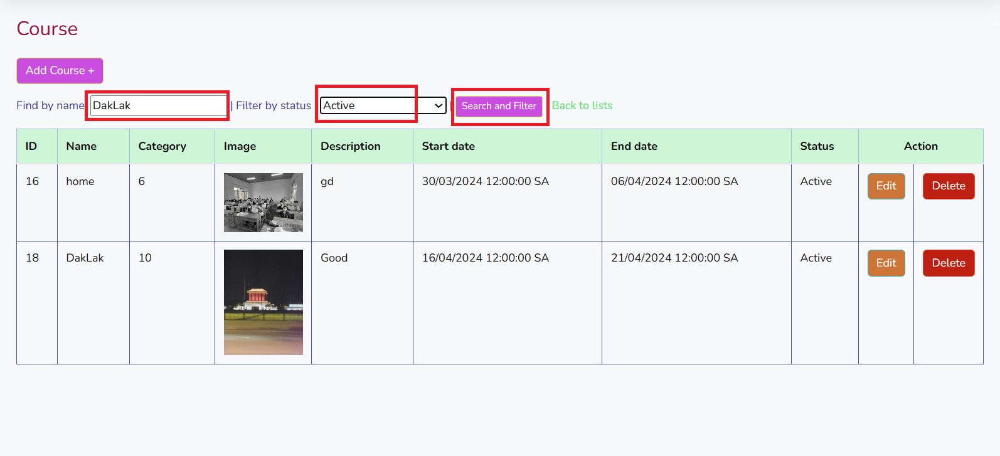 Course
Add Course +
Find by name DakLak | Filter by status Active | Search and Filter Back to lists
ID Name Category Image Description Start date End date Status Action
16 home 6 gd 30/03/2024 12:00:00 SA 06/04/2024 12:00:00 SA Active Edit Delete
18 DakLak 10 Good 16/04/2024 12:00:00 SA 21/04/2024 12:00:00 SA Active Edit Delete